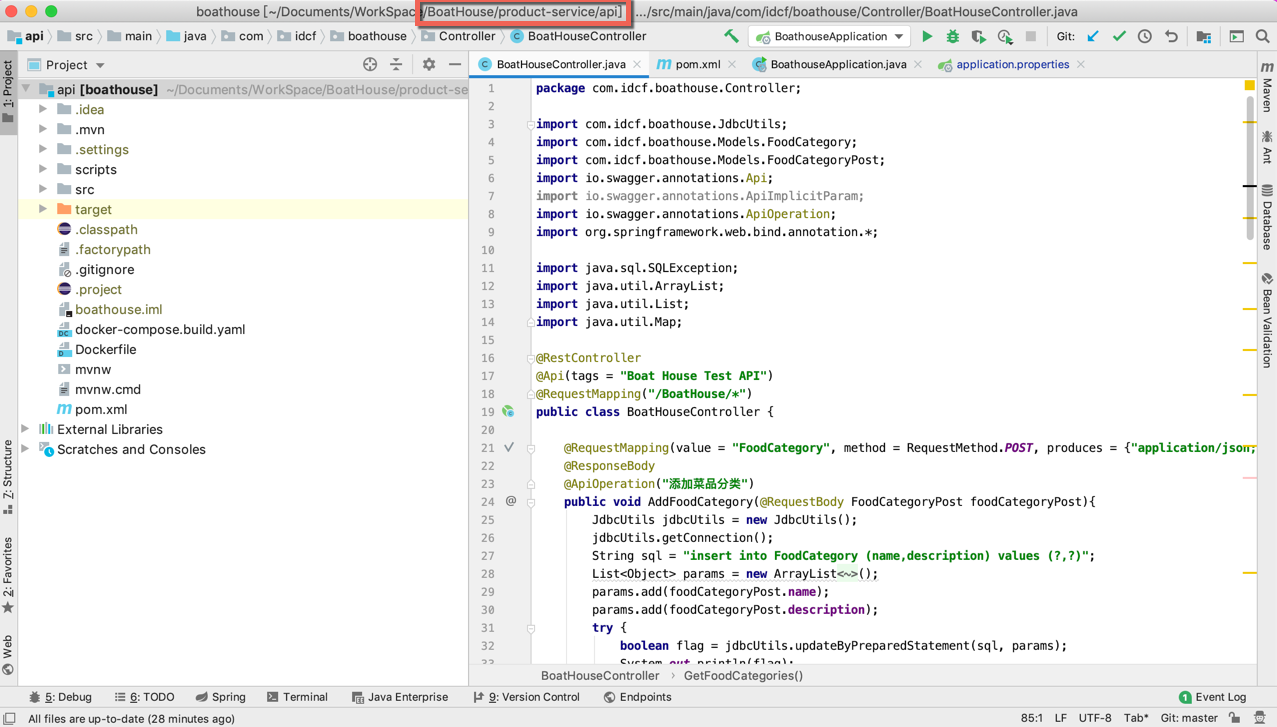 boathouse [~/Documents/WorkSpace/BoatHouse/product-service/api] - .../src/main/java/com/idcf/boathouse/Controller/BoatHouseController.java
api src main java com idcf boathouse Controller BoatHouseController BoathouseApplication Git:
1: Project
Z: Structure
2: Favorites
Web
Project
api [boathouse] ~/Documents/WorkSpace/BoatHouse/product-se
.idea
.mvn
.settings
scripts
src
target
.classpath
.factorypath
.gitignore
.project
boathouse.iml
docker-compose.build.yaml
Dockerfile
mvnw
mvnw.cmd
pom.xml
External Libraries
Scratches and Consoles
BoatHouseController.java pom.xml BoathouseApplication.java application.properties
1 package com.idcf.boathouse.Controller;
2
3 import com.idcf.boathouse.JdbcUtils;
4 import com.idcf.boathouse.Models.FoodCategory;
5 import com.idcf.boathouse.Models.FoodCategoryPost;
6 import io.swagger.annotations.Api;
7 import io.swagger.annotations.ApiImplicitParam;
8 import io.swagger.annotations.ApiOperation;
9 import org.springframework.web.bind.annotation.*;
10
11 import java.sql.SQLException;
12 import java.util.ArrayList;
13 import java.util.List;
14 import java.util.Map;
15
16 @RestController
17 @Api(tags = "Boat House Test API")
18 @RequestMapping("/BoatHouse/*")
19 public class BoatHouseController {
20
21 @RequestMapping(value = "FoodCategory", method = RequestMethod.POST, produces = {"application/json;
22 @ResponseBody
23 @ApiOperation("添加菜品分类")
24 @ public void AddFoodCategory(@RequestBody FoodCategoryPost foodCategoryPost){
25 JdbcUtils jdbcUtils = new JdbcUtils();
26 jdbcUtils.getConnection();
27 String sql = "insert into FoodCategory (name,description) values (?,?)";
28 List<Object> params = new ArrayList<~>();
29 params.add(foodCategoryPost.name);
30 params.add(foodCategoryPost.description);
31 try {
32 boolean flag = jdbcUtils.updateByPreparedStatement(sql, params);
33 System.out.println(flag);
BoatHouseController › GetFoodCategories()
Maven
Ant
Database
Bean Validation
5: Debug 6: TODO Spring Terminal Java Enterprise 9: Version Control Endpoints 1 Event Log
All files are up-to-date (28 minutes ago) 85:1 LF UTF-8 Tab* Git: master